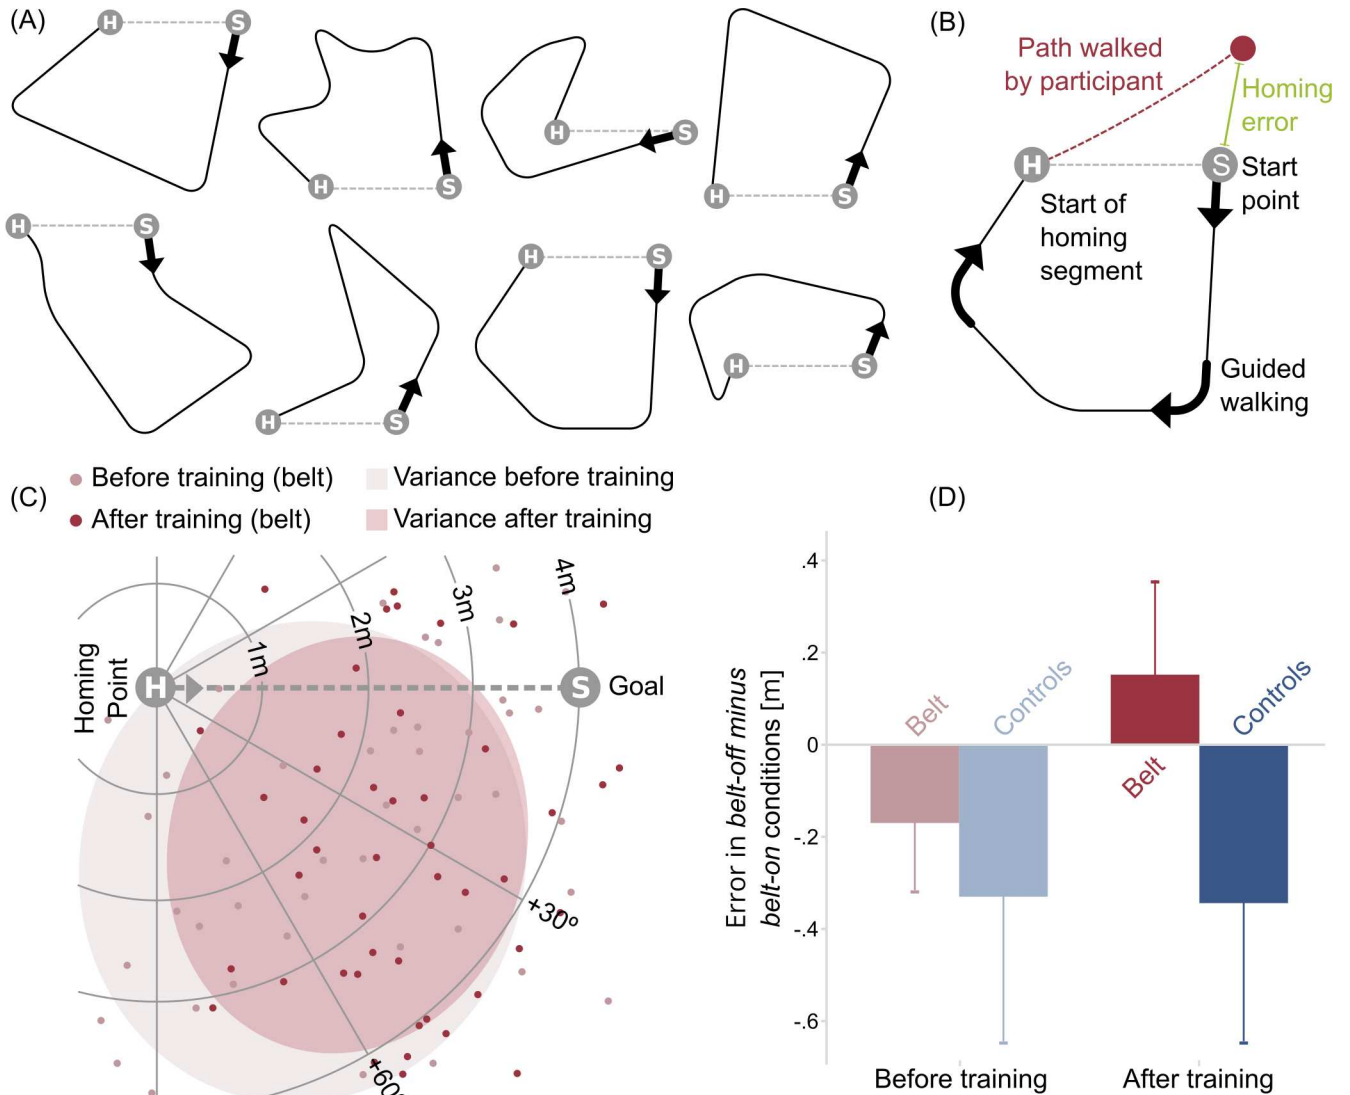 (A)
H
S
H
S
H
S
H
S
H
S
H
S
H
S
H
S
(B)
Path walked
by participant
Homing
error
H
S
Start
point
Start of
homing
segment
Guided
walking
(C)
Before training (belt)
After training (belt)
Variance before training
Variance after training
Homing
Point
H
1m
2m
3m
4m
S
Goal
+30º
+60º
(D)
Error in belt-off minus
belt-on conditions [m]
.4
.2
0
-.2
-.4
-.6
Belt
Controls
Belt
Controls
Before training
After training